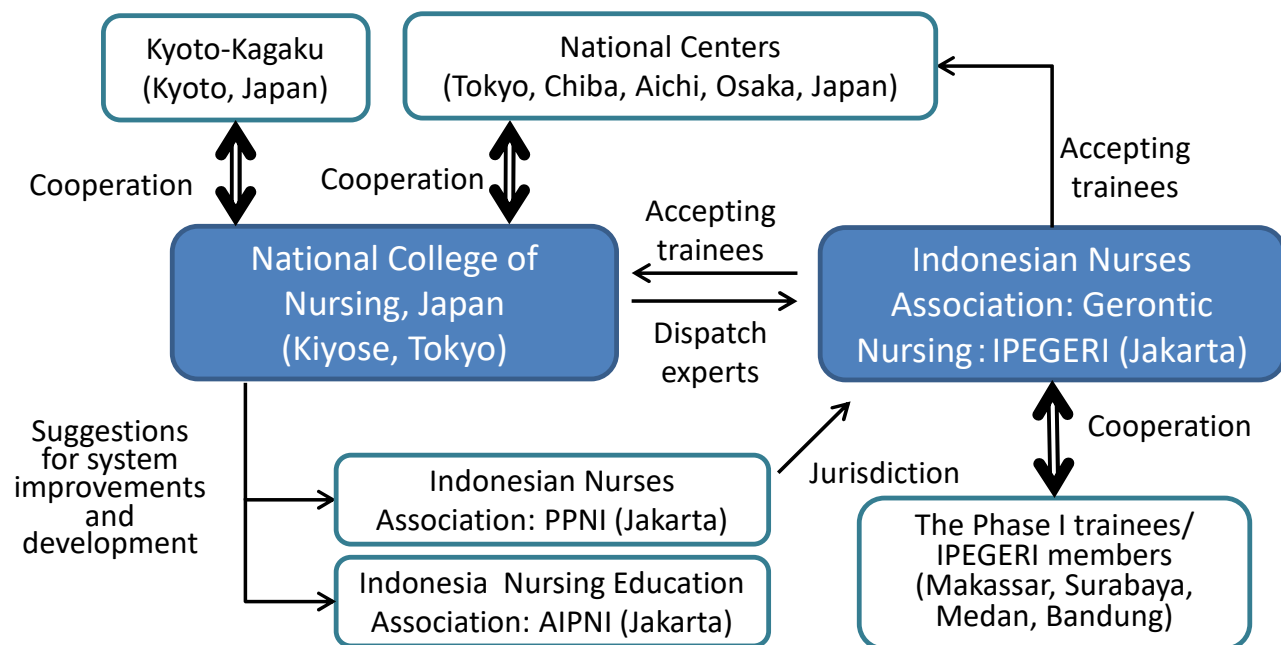 Kyoto-Kagaku
(Kyoto, Japan)
National Centers
(Tokyo, Chiba, Aichi, Osaka, Japan)
Cooperation
Cooperation
Accepting
trainees
Accepting
trainees
National College of
Nursing, Japan
(Kiyose, Tokyo)
Indonesian Nurses
Association: Gerontic
Nursing : IPEGERI (Jakarta)
Dispatch
experts
Suggestions
for system
improvements
and
development
Cooperation
Jurisdiction
Indonesian Nurses
Association: PPNI (Jakarta)
Indonesia Nursing Education
Association: AIPNI (Jakarta)
The Phase I trainees/
IPEGERI members
(Makassar, Surabaya,
Medan, Bandung)